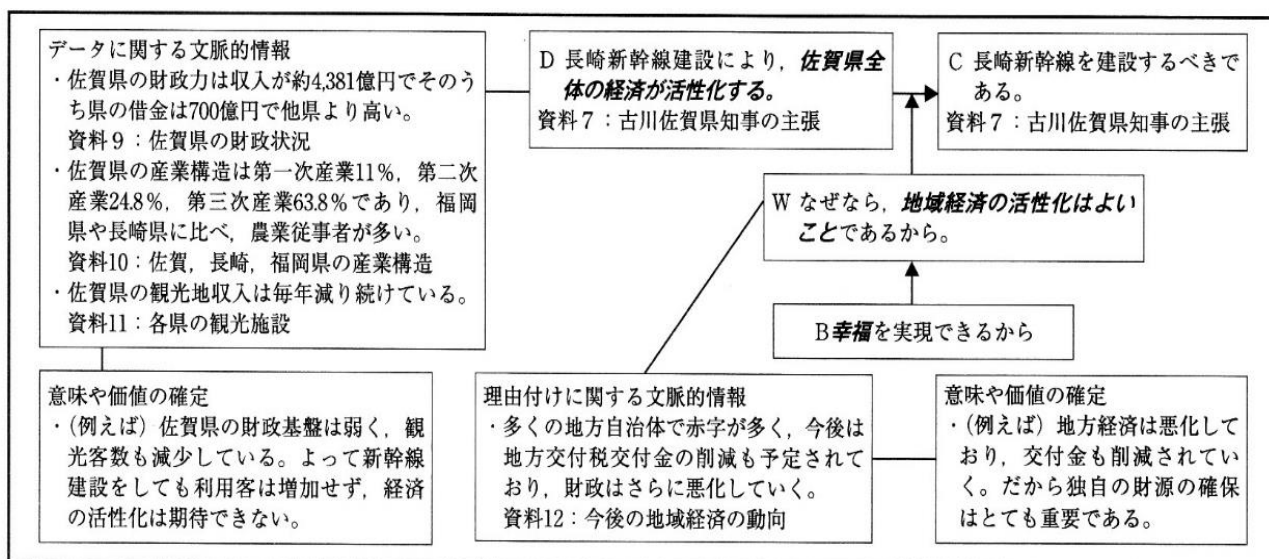 データに関する文脈的情報
・佐賀県の財政力は収入が約4,381億円でそのう
ち県の借金は700億円で他県より高い。
資料9：佐賀県の財政状況
・佐賀県の産業構造は第一次産業11％，第二次
産業24.8％，第三次産業63.8％であり，福岡
県や長崎県に比べ，農業従事者が多い。
資料10：佐賀，長崎，福岡県の産業構造
・佐賀県の観光地収入は毎年減り続けている。
資料11：各県の観光施設
D 長崎新幹線建設により，佐賀県全
体の経済が活性化する。
資料7：古川佐賀県知事の主張
C 長崎新幹線を建設するべきで
ある。
資料7：古川佐賀県知事の主張
W なぜなら，地域経済の活性化はよい
ことであるから。
B幸福を実現できるから
意味や価値の確定
・(例えば) 佐賀県の財政基盤は弱く，観
光客数も減少している。よって新幹線
建設をしても利用客は増加せず，経済
の活性化は期待できない。
理由付けに関する文脈的情報
・多くの地方自治体で赤字が多く，今後は
地方交付税交付金の削減も予定されて
おり，財政はさらに悪化していく。
資料12：今後の地域経済の動向
意味や価値の確定
・(例えば) 地方経済は悪化して
おり，交付金も削減されてい
く。だから独自の財源の確保
はとても重要である。